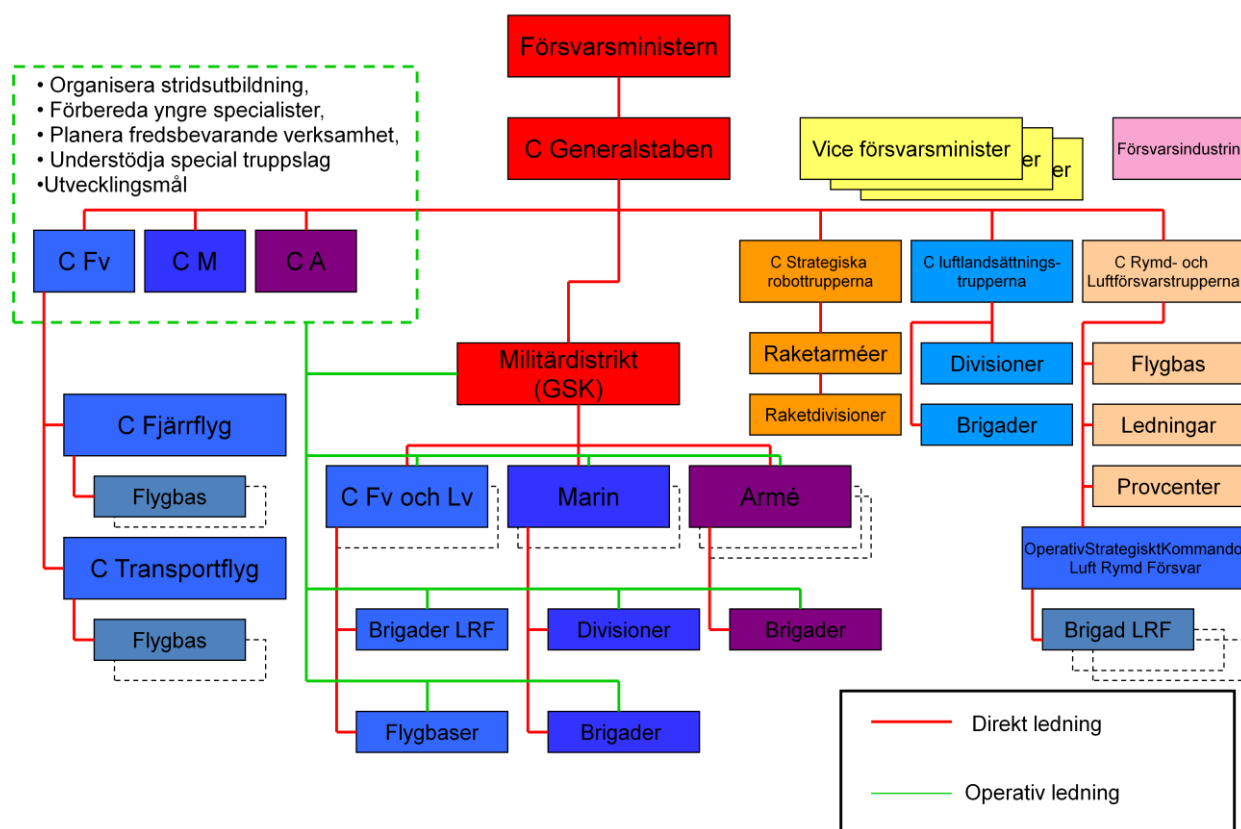 Försvarsministern
• Organisera stridsutbildning,
• Förbereda yngre specialister,
• Planera fredsbevarande verksamhet,
• Understödja special truppslag
•Utvecklingsmål
C Generalstaben
Vice försvarsminister
er
er
Försvarsindustrin
C Fv
C M
C A
C Strategiska
robottrupperna
C luftlandsättnings-
trupperna
C Rymd- och
Luftförsvarstrupperna
Militärdistrikt
(GSK)
Raketarméer
Raketdivisioner
Divisioner
Brigader
Flygbas
Ledningar
Provcenter
C Fjärrflyg
Flygbas
C Transportflyg
Flygbas
C Fv och Lv
Marin
Armé
OperativStrategisktKommando
Luft Rymd Försvar
Brigader LRF
Divisioner
Brigader
Brigad LRF
Flygbaser
Brigader
Direkt ledning
Operativ ledning